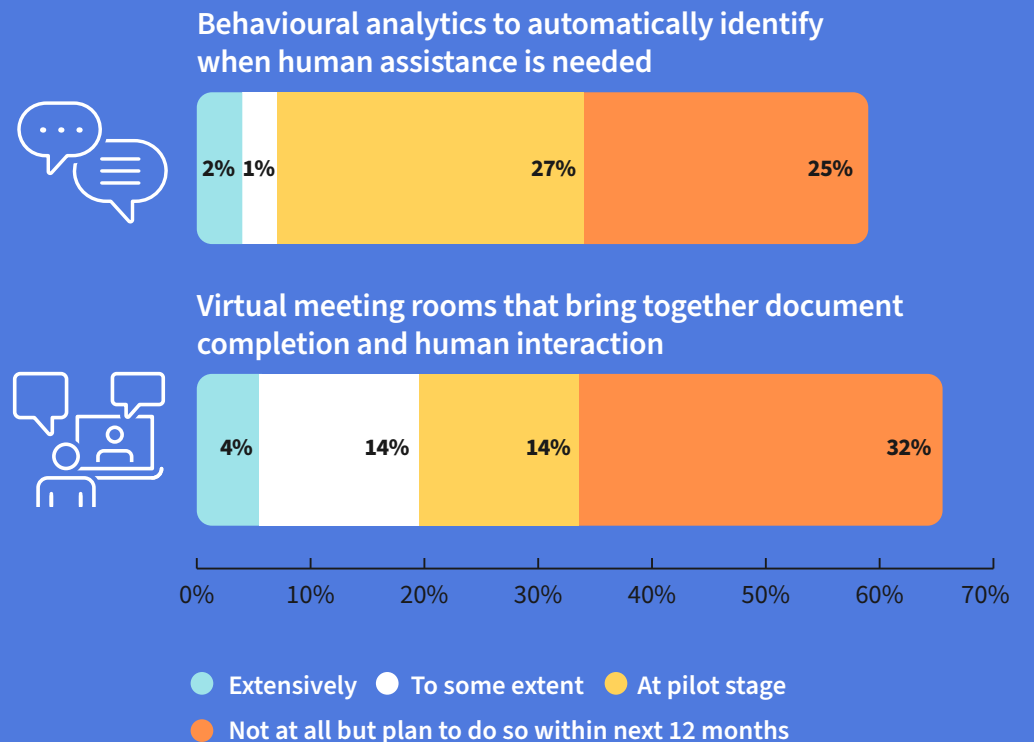 Behavioural analytics to automatically identify
when human assistance is needed
2% 1% 27% 25%
Virtual meeting rooms that bring together document
completion and human interaction
4% 14% 14% 32%
0% 10% 20% 30% 40% 50% 60% 70%
Extensively To some extent At pilot stage
Not at all but plan to do so within next 12 months